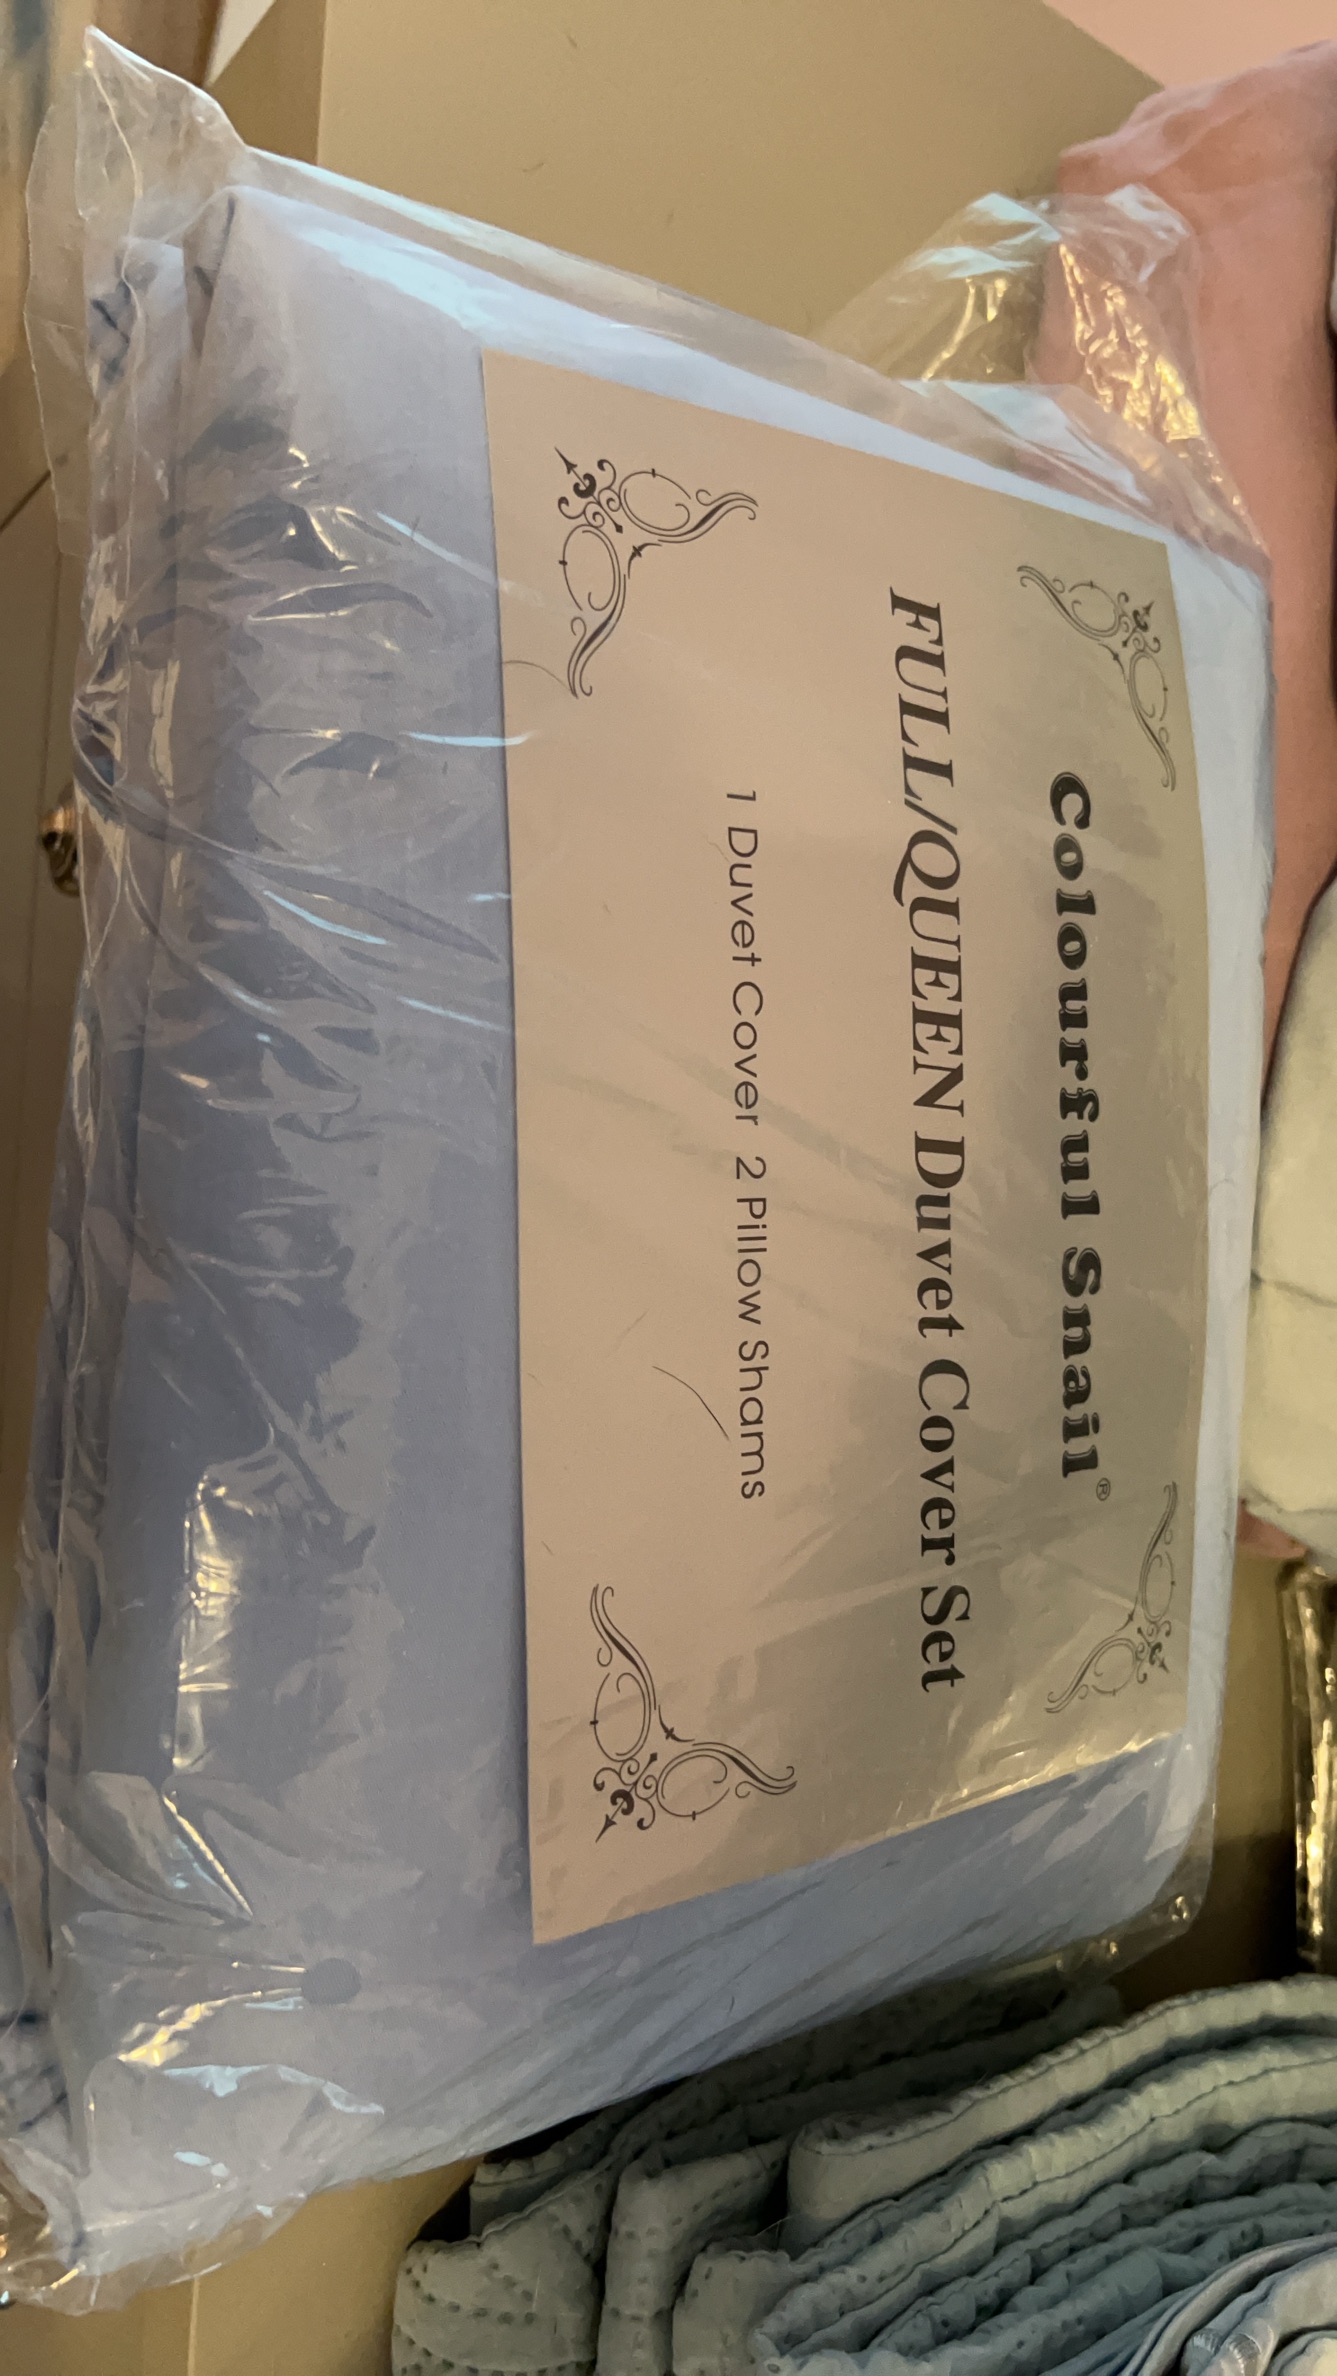 Colourful Snail®
FULL/QUEEN Duvet Cover Set
1 Duvet Cover 2 Pillow Shams